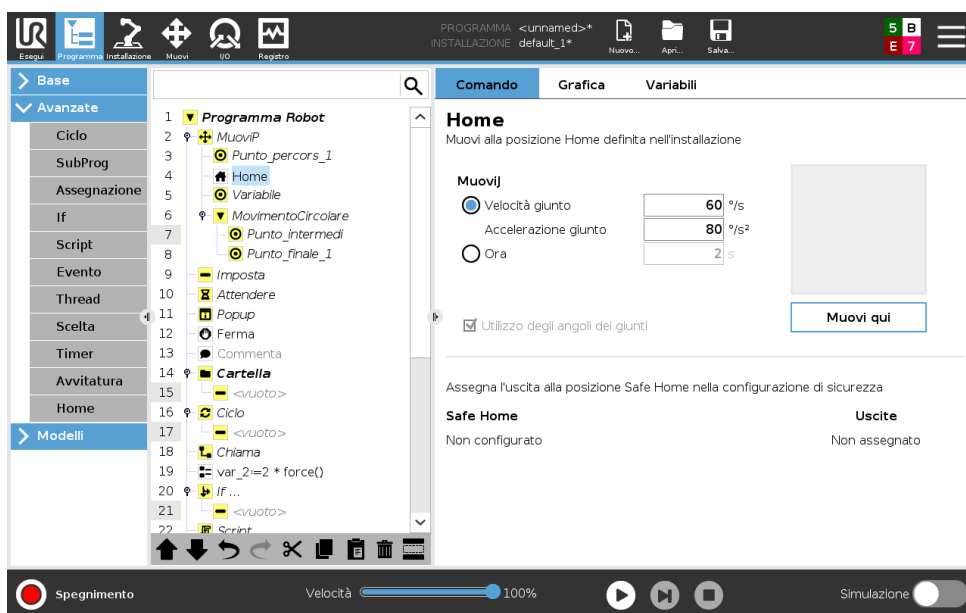 UR
Esegui
Programma
Installazione
Muovi
I/O
Registro
PROGRAMMA <unnamed>*
INSTALLAZIONE default_1*
Nuovo...
Apri...
Salva...
5 B
E 7
Base
Avanzate
Ciclo
SubProg
Assegnazione
If
Script
Evento
Thread
Scelta
Timer
Avvitatura
Home
Modelli
1 Programma Robot
2 MuoviP
3 Punto_percors_1
4 Home
5 Variabile
6 MovimentoCircolare
7 Punto_intermedi
8 Punto_finale_1
9 Imposta
10 Attendere
11 Popup
12 Ferma
13 Commenta
14 Cartella
15 <vuoto>
16 Ciclo
17 <vuoto>
18 Chiama
19 var_2:=2 * force()
20 If ...
21 <vuoto>
22 Script
Comando Grafica Variabili
Home
Muovi alla posizione Home definita nell'installazione
MuoviJ
Velocità giunto 60 °/s
Accelerazione giunto 80 °/s²
Ora 2 s
Muovi qui
Utilizzo degli angoli dei giunti
Assegna l'uscita alla posizione Safe Home nella configurazione di sicurezza
Safe Home Uscite
Non configurato Non assegnato
Spegnimento
Velocità 100%
Simulazione